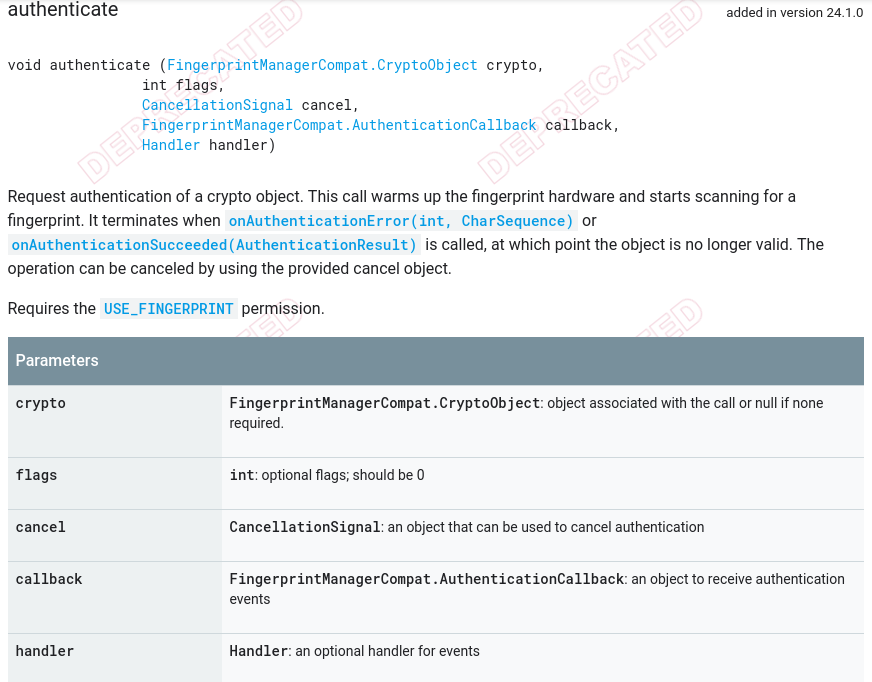 authenticate
added in version 24.1.0
DEPRECATED
DEPRECATED
void authenticate (FingerprintManagerCompat.CryptoObject crypto,
int flags,
CancellationSignal cancel,
FingerprintManagerCompat.AuthenticationCallback callback,
Handler handler)
Request authentication of a crypto object. This call warms up the fingerprint hardware and starts scanning for a
fingerprint. It terminates when onAuthenticationError(int, CharSequence) or
onAuthenticationSucceeded(AuthenticationResult) is called, at which point the object is no longer valid. The
operation can be canceled by using the provided cancel object.
Requires the USE_FINGERPRINT permission.
Parameters
crypto
FingerprintManagerCompat.CryptoObject: object associated with the call or null if none
required.
flags
int: optional flags; should be 0
cancel
CancellationSignal: an object that can be used to cancel authentication
callback
FingerprintManagerCompat.AuthenticationCallback: an object to receive authentication
events
handler
Handler: an optional handler for events